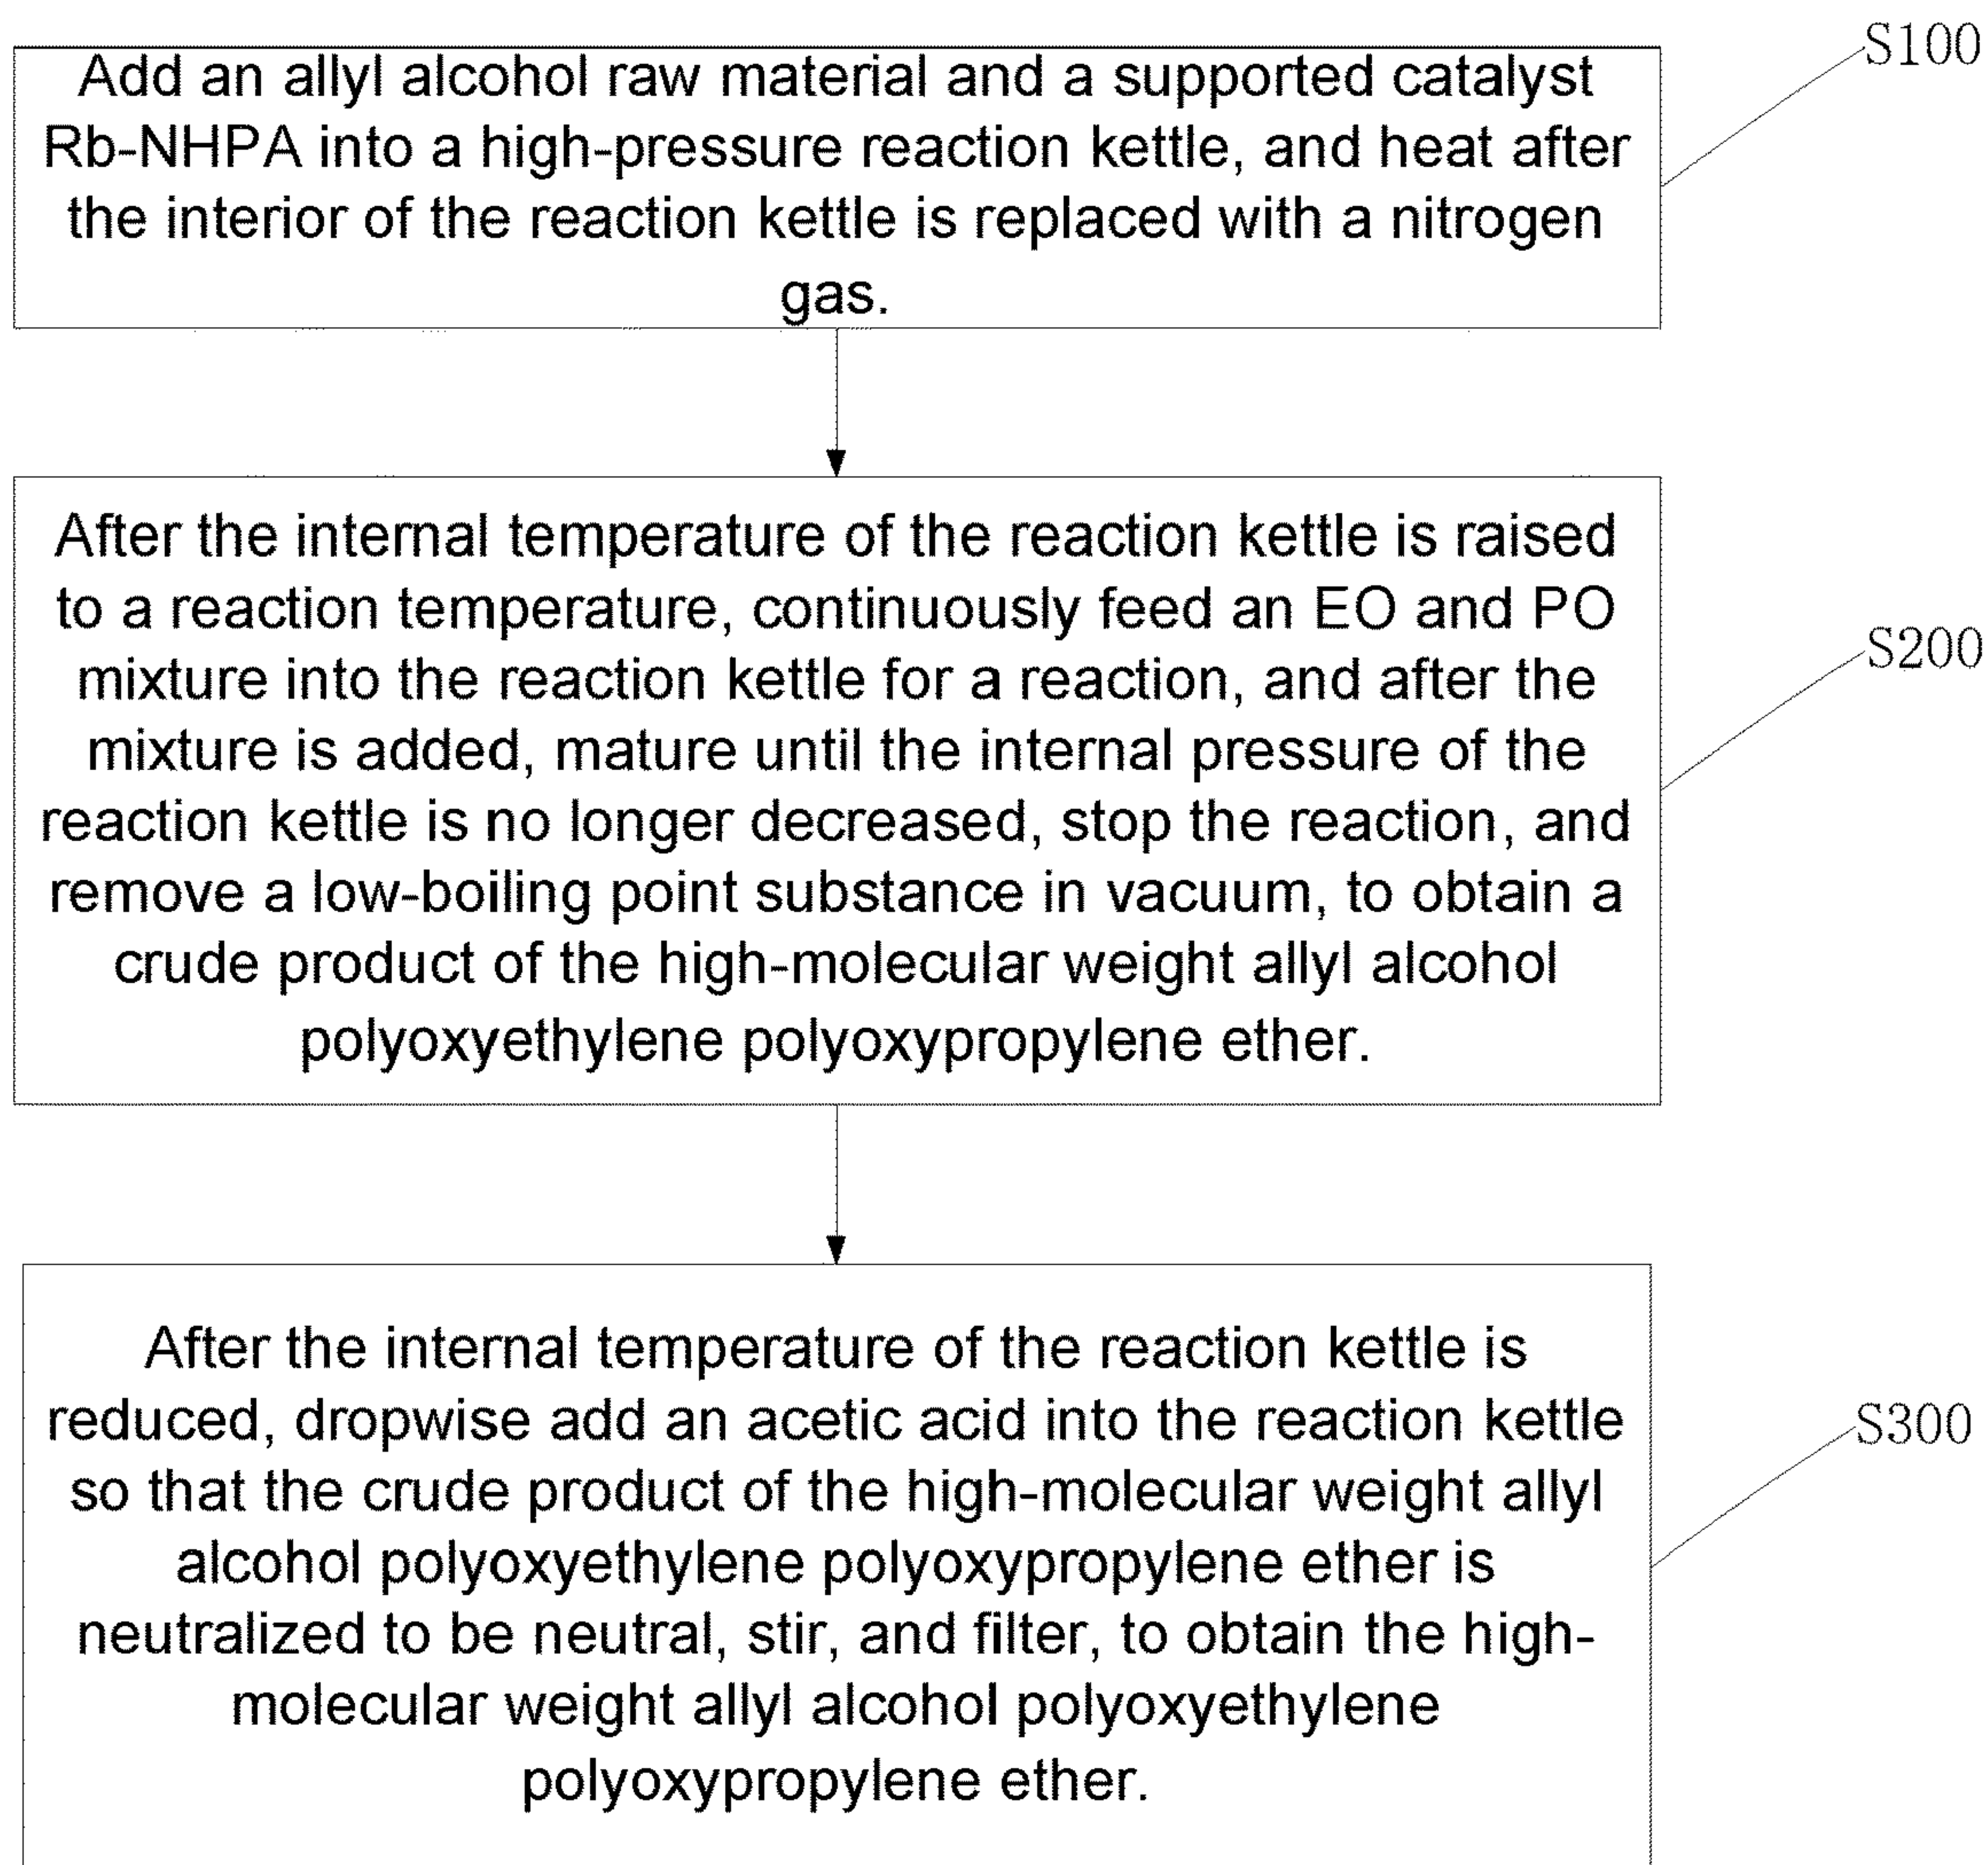 S100
Add an allyl alcohol raw material and a supported catalyst
Rb-NHPA into a high-pressure reaction kettle, and heat after
the interior of the reaction kettle is replaced with a nitrogen
gas.
After the internal temperature of the reaction kettle is raised
to a reaction temperature, continuously feed an EO and PO
mixture into the reaction kettle for a reaction, and after the
mixture is added, mature until the internal pressure of the
reaction kettle is no longer decreased, stop the reaction, and
remove a low-boiling point substance in vacuum, to obtain a
crude product of the high-molecular weight allyl alcohol
polyoxyethylene polyoxypropylene ether.
S200
After the internal temperature of the reaction kettle is
reduced, dropwise add an acetic acid into the reaction kettle
so that the crude product of the high-molecular weight allyl
alcohol polyoxyethylene polyoxypropylene ether is
neutralized to be neutral, stir, and filter, to obtain the high-
molecular weight allyl alcohol polyoxyethylene
polyoxypropylene ether.
S300